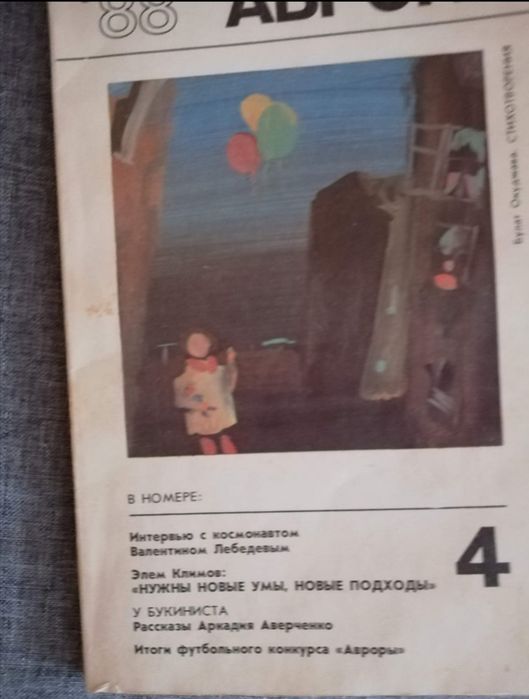 '88
АВРОР
Булат Окуджава. СТИХОТВОРЕНИЯ
В НОМЕРЕ:
Интервью с космонавтом
Валентином Лебедевым
Элем Климов:
«НУЖНЫ НОВЫЕ УМЫ, НОВЫЕ ПОДХОДЫ»
У БУКИНИСТА
Рассказы Аркадия Аверченко
Итоги футбольного конкурса «Авроры»
4